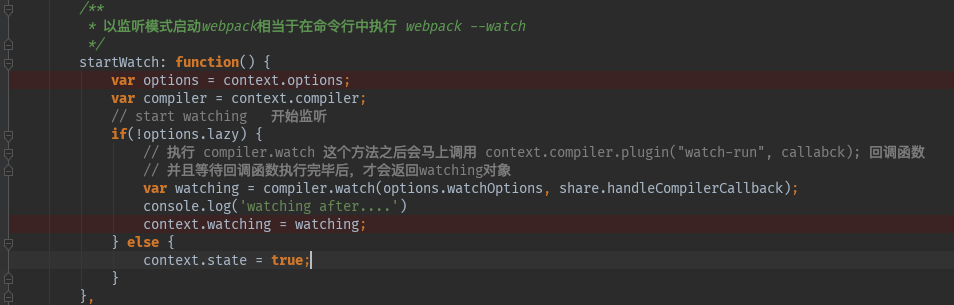 /**
 * 以监听模式启动webpack相当于在命令行中执行 webpack --watch
 */
startWatch: function() {
    var options = context.options;
    var compiler = context.compiler;
    // start watching   开始监听
    if(!options.lazy) {
        // 执行 compiler.watch 这个方法之后会马上调用 context.compiler.plugin("watch-run", callabck); 回调函数
        // 并且等待回调函数执行完毕后，才会返回watching对象
        var watching = compiler.watch(options.watchOptions, share.handleCompilerCallback);
        console.log('watching after....')
        context.watching = watching;
    } else {
        context.state = true;
    }
},